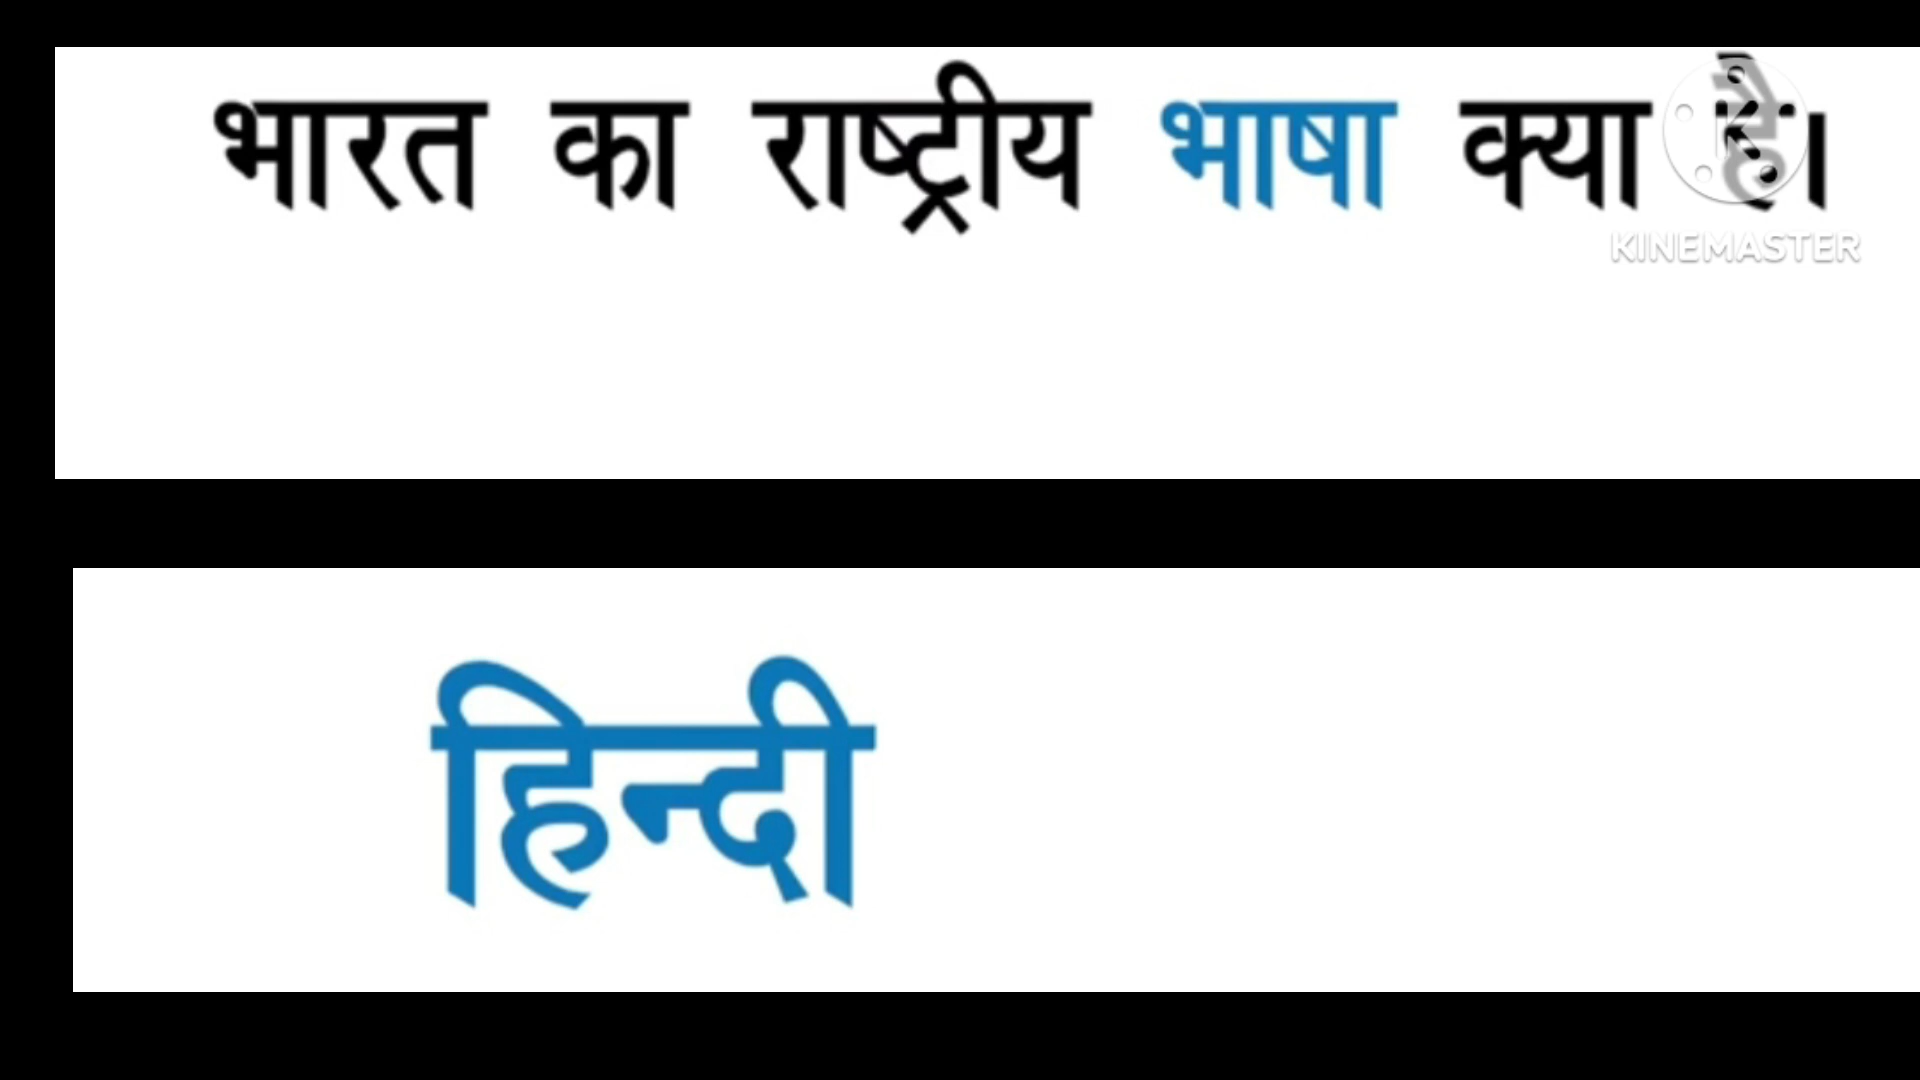 भारत का राष्ट्रीय भाषा क्या है।
KINEMASTER
हिन्दी